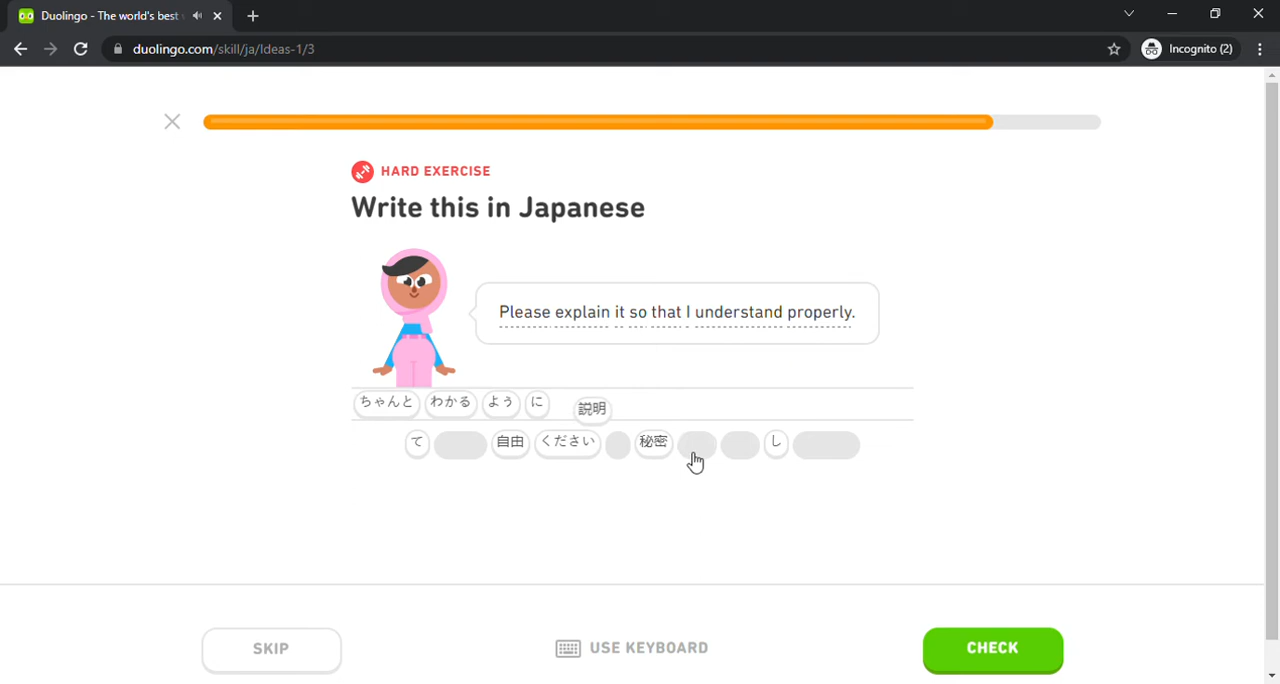 Duolingo - The world's best
duolingo.com/skill/ja/Ideas-1/3
Incognito (2)
HARD EXERCISE
Write this in Japanese
Please explain it so that I understand properly.
ちゃんと わかる よう に 説明
て 自由 ください 秘密 し
SKIP
USE KEYBOARD
CHECK